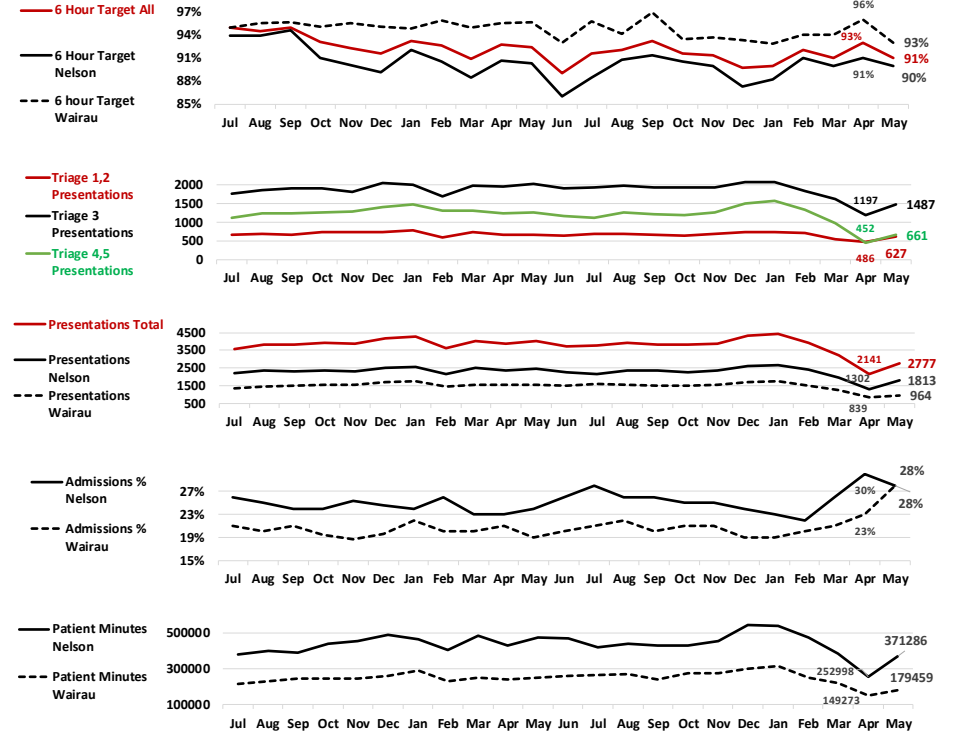 6 Hour Target All
6 Hour Target
Nelson
6 hour Target
Wairau
97%
94%
91%
88%
85%
96%
93%
93%
91%
91%
90%
Jul Aug Sep Oct Nov Dec Jan Feb Mar Apr May Jun Jul Aug Sep Oct Nov Dec Jan Feb Mar Apr May
Triage 1,2
Presentations
Triage 3
Presentations
Triage 4,5
Presentations
2000
1500
1000
500
0
1197
1487
452
661
486
627
Jul Aug Sep Oct Nov Dec Jan Feb Mar Apr May Jun Jul Aug Sep Oct Nov Dec Jan Feb Mar Apr May
Presentations Total
Presentations
Nelson
Presentations
Wairau
4500
3500
2500
1500
500
2141
2777
1302
1813
839
964
Jul Aug Sep Oct Nov Dec Jan Feb Mar Apr May Jun Jul Aug Sep Oct Nov Dec Jan Feb Mar Apr May
Admissions %
Nelson
Admissions %
Wairau
27%
23%
19%
15%
28%
30%
28%
23%
Jul Aug Sep Oct Nov Dec Jan Feb Mar Apr May Jun Jul Aug Sep Oct Nov Dec Jan Feb Mar Apr May
Patient Minutes
Nelson
Patient Minutes
Wairau
500000
300000
100000
371286
252998
179459
149273
Jul Aug Sep Oct Nov Dec Jan Feb Mar Apr May Jun Jul Aug Sep Oct Nov Dec Jan Feb Mar Apr May